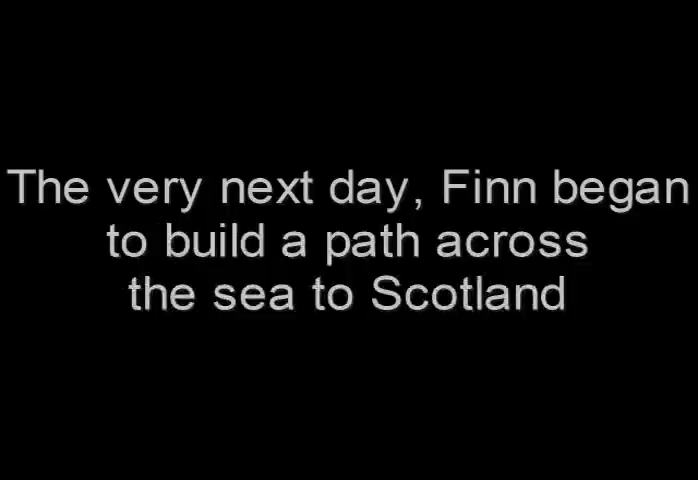 The very next day, Finn began
to build a path across
the sea to Scotland